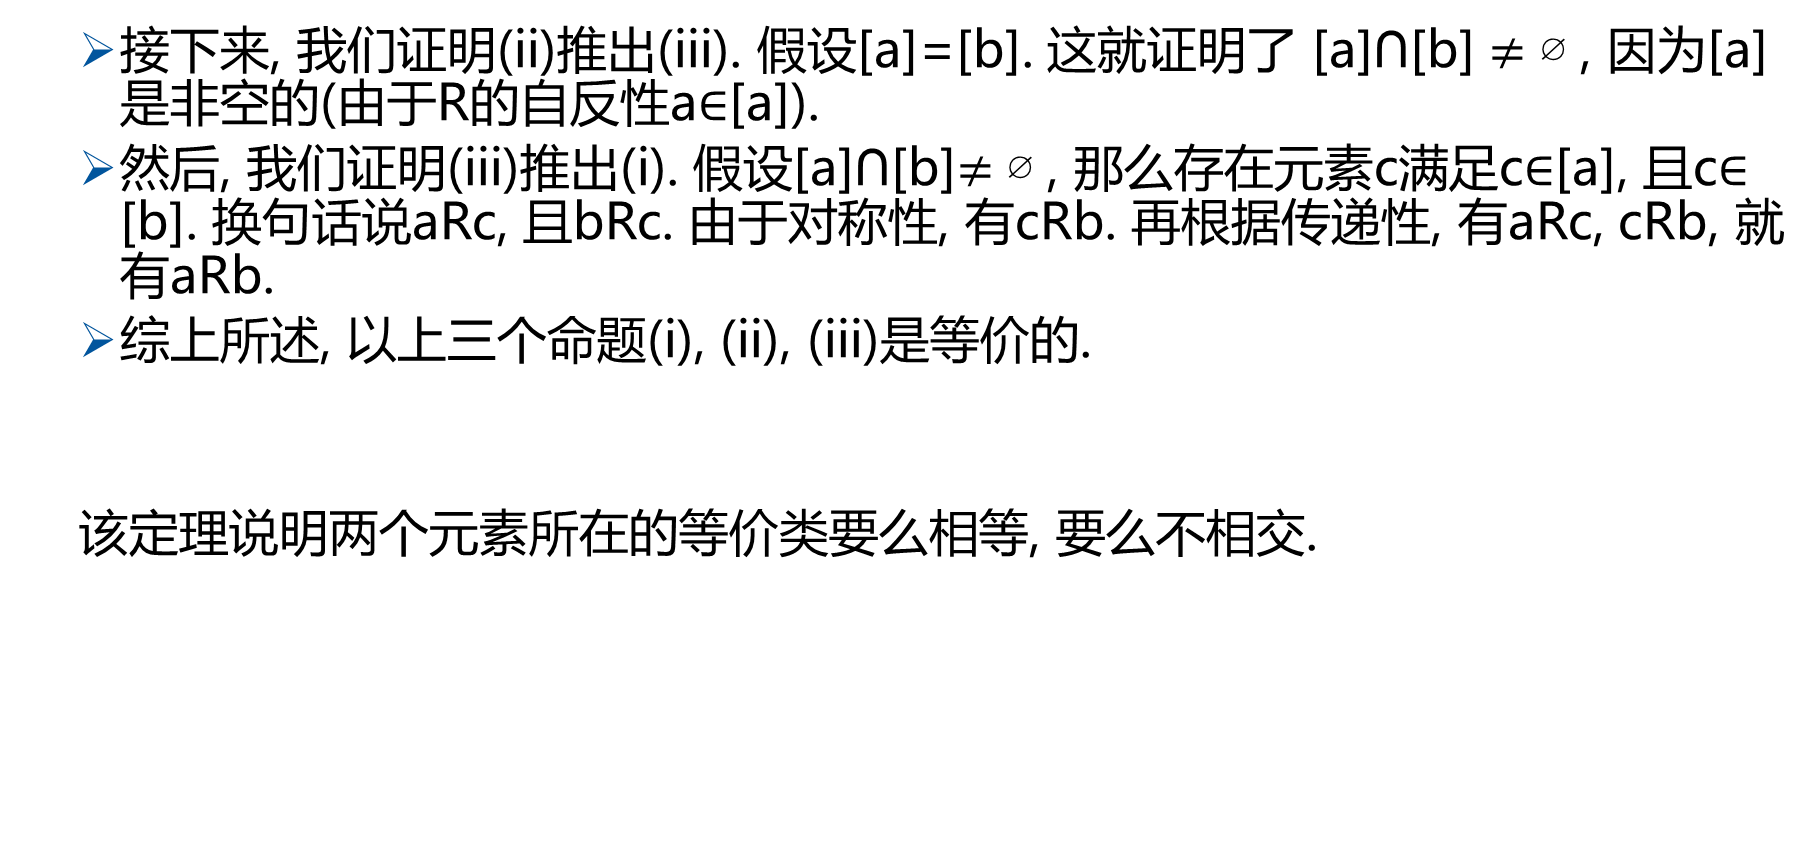 ➢接下来, 我们证明(ii)推出(iii). 假设[a]=[b]. 这就证明了 [a]∩[b] ≠ ∅ , 因为[a]
是非空的(由于R的自反性a∈[a]).
➢然后, 我们证明(iii)推出(i). 假设[a]∩[b]≠ ∅ , 那么存在元素c满足c∈[a], 且c∈
[b]. 换句话说aRc, 且bRc. 由于对称性, 有cRb. 再根据传递性, 有aRc, cRb, 就
有aRb.
➢综上所述, 以上三个命题(i), (ii), (iii)是等价的.
该定理说明两个元素所在的等价类要么相等, 要么不相交.